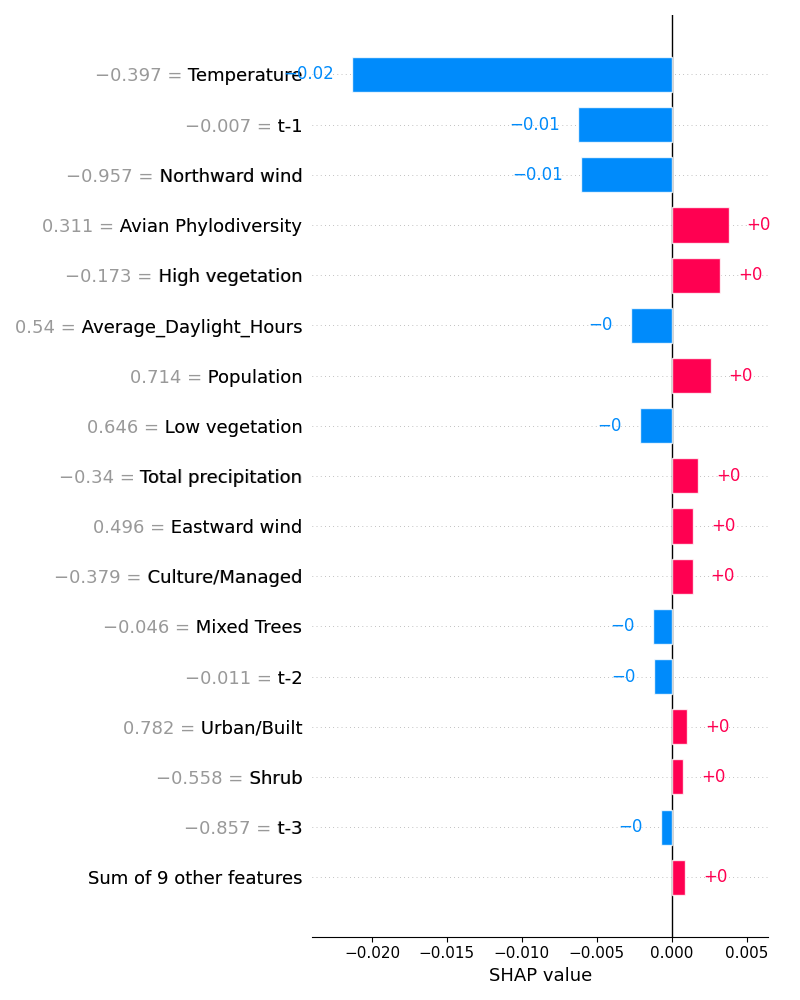 −0.397 = Temperature −0.02
−0.007 = t-1 −0.01
−0.957 = Northward wind −0.01
0.311 = Avian Phylodiversity +0
−0.173 = High vegetation +0
0.54 = Average_Daylight_Hours −0
0.714 = Population +0
0.646 = Low vegetation −0
−0.34 = Total precipitation +0
0.496 = Eastward wind +0
−0.379 = Culture/Managed +0
−0.046 = Mixed Trees −0
−0.011 = t-2 −0
0.782 = Urban/Built +0
−0.558 = Shrub +0
−0.857 = t-3 −0
Sum of 9 other features +0
−0.020 −0.015 −0.010 −0.005 0.000 0.005
SHAP value